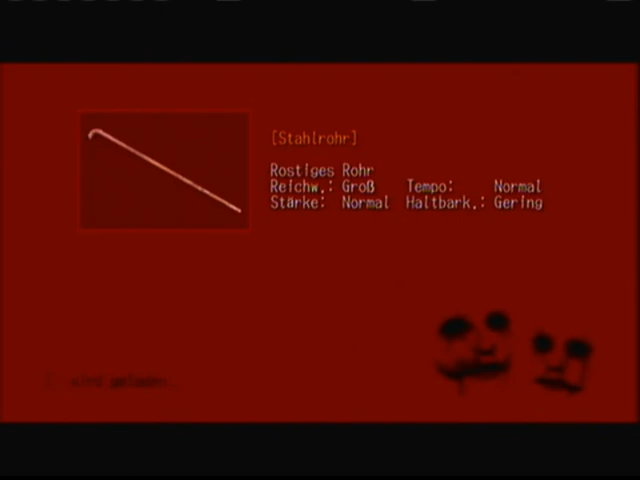 [Stahlrohr]
Rostiges Rohr
Reichw.: Groß Tempo: Normal
Stärke: Normal Haltbark.: Gering
wird geladen